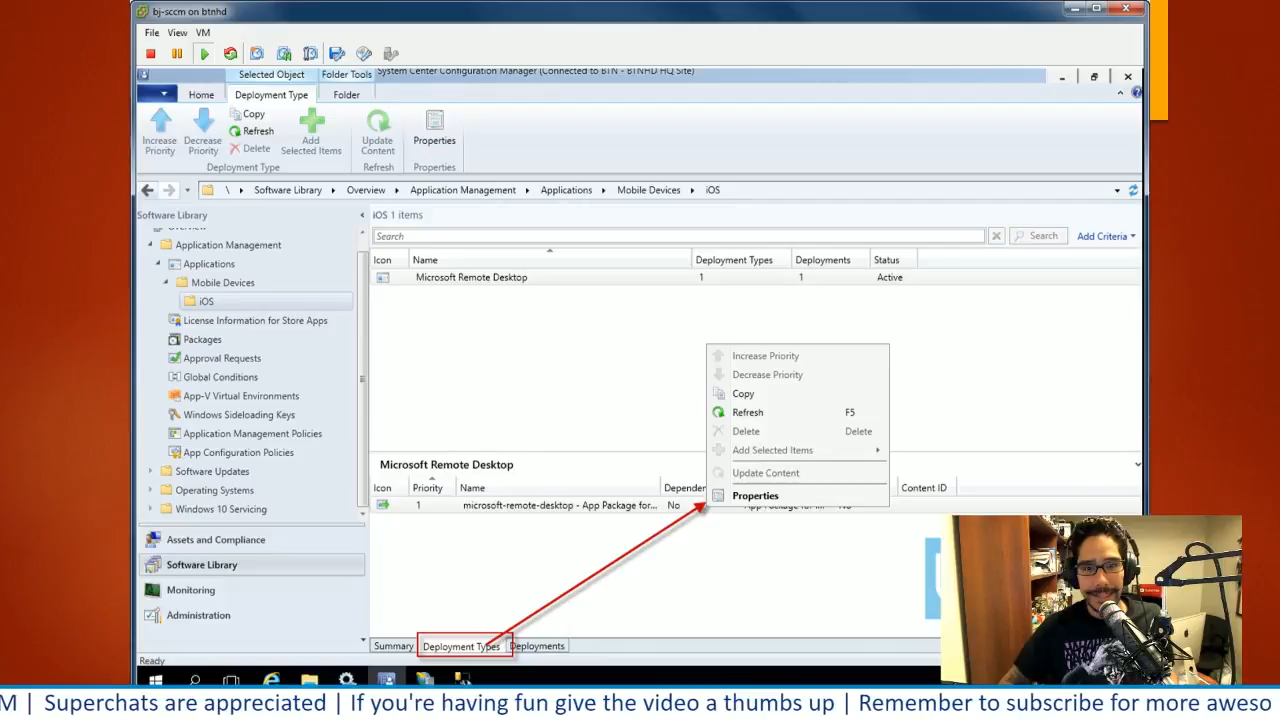 bj-sccm on btnhd
File View VM
Selected Object Folder Tools System Center Configuration Manager (Connected to BTN - BTNHD HQ Site)
Home Deployment Type Folder
Increase Priority
Decrease Priority
Copy
Refresh
Delete
Add Selected Items
Update Content
Properties
Deployment Type Refresh Properties
\ Software Library Overview Application Management Applications Mobile Devices iOS
Software Library
iOS 1 items
Search
Search
Add Criteria
Overview
Application Management
Applications
Mobile Devices
iOS
License Information for Store Apps
Packages
Approval Requests
Global Conditions
App-V Virtual Environments
Windows Sideloading Keys
Application Management Policies
App Configuration Policies
Software Updates
Operating Systems
Windows 10 Servicing
Assets and Compliance
Software Library
Monitoring
Administration
Icon Name Deployment Types Deployments Status
Microsoft Remote Desktop 1 1 Active
Increase Priority
Decrease Priority
Copy
Refresh F5
Delete Delete
Add Selected Items
Update Content
Properties
Microsoft Remote Desktop
Icon Priority Name Content ID
1 microsoft-remote-desktop - App Package for... No
Summary Deployment Types Deployments
Ready
M | Superchats are appreciated | If you're having fun give the video a thumbs up | Remember to subscribe for more aweso